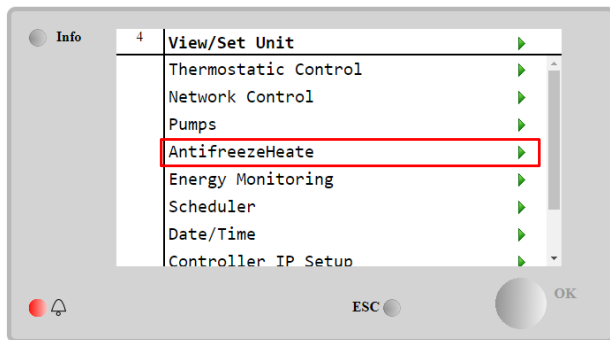 Info
4 View/Set Unit
Thermostatic Control
Network Control
Pumps
AntifreezeHeate
Energy Monitoring
Scheduler
Date/Time
Controller IP Setup
ESC
OK